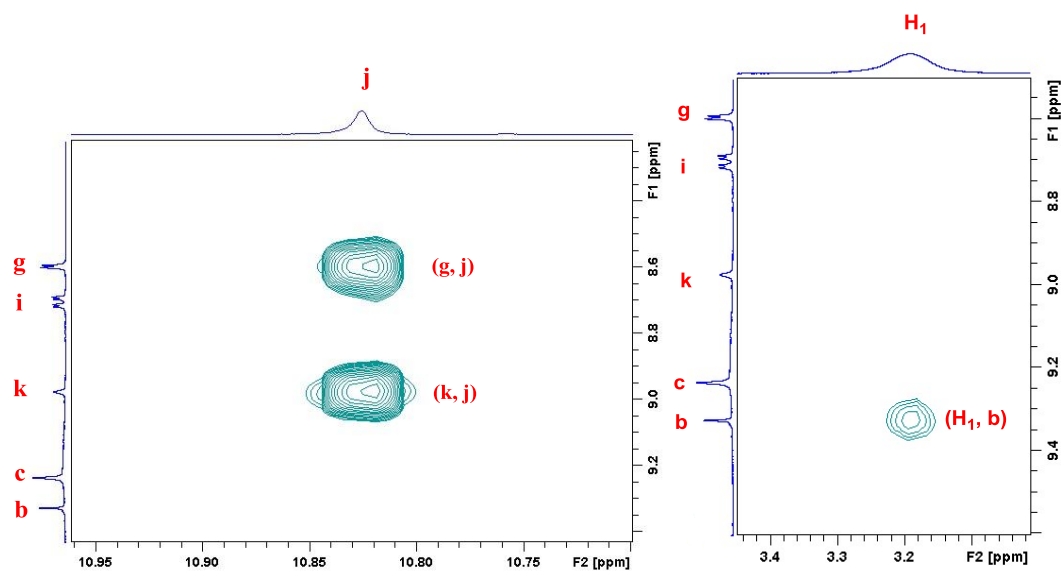 j
g
i
k
c
b
(g, j)
(k, j)
8.6
8.8
9.0
9.2
F1 [ppm]
10.95
10.90
10.85
10.80
10.75
F2 [ppm]
H1
g
i
k
c
b
(H1, b)
F1 [ppm]
8.8
9.0
9.2
9.4
3.4
3.3
3.2
F2 [ppm]